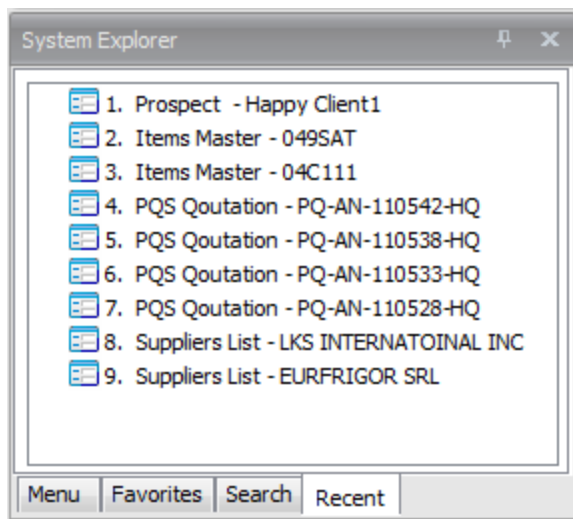 System Explorer
1. Prospect - Happy Client1
2. Items Master - 049SAT
3. Items Master - 04C111
4. PQS Qoutation - PQ-AN-110542-HQ
5. PQS Qoutation - PQ-AN-110538-HQ
6. PQS Qoutation - PQ-AN-110533-HQ
7. PQS Qoutation - PQ-AN-110528-HQ
8. Suppliers List - LKS INTERNATOINAL INC
9. Suppliers List - EURFRIGOR SRL
Menu Favorites Search Recent